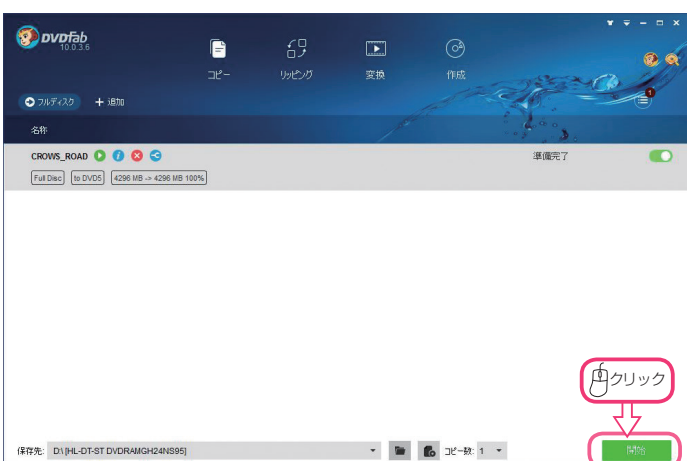 DVDFab
10.0.3.6
コピー
リッピング
変換
作成
フルディスク
+ 追加
1
名称
CROWS_ROAD
準備完了
Full Disc
to DVD5
4296 MB -> 4296 MB 100%
クリック
保存先:
D:\ [HL-DT-ST DVDRAMGH24NS95]
コピー数:
1
開始